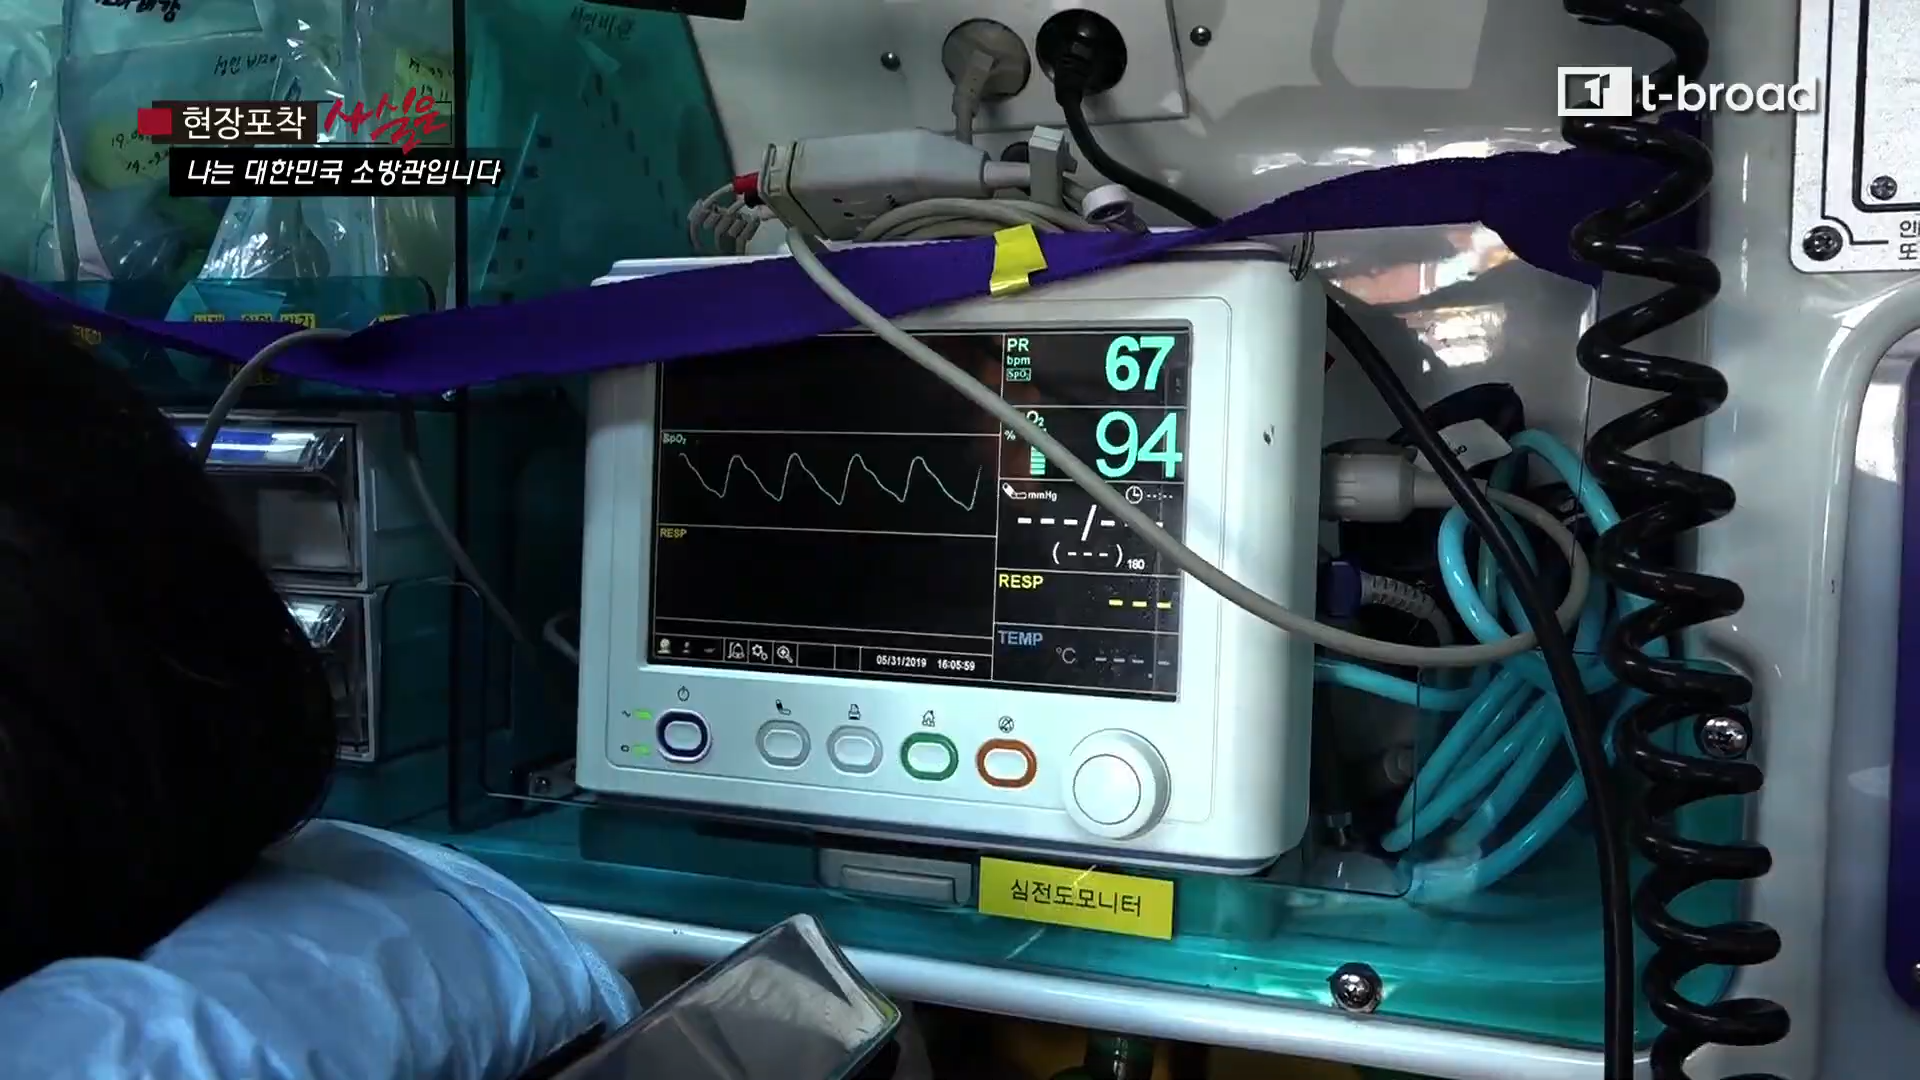 현장포착 사실은
나는 대한민국 소방관입니다
t-broad
성인
PR
bpm
SpO₂
67
%
94
SpO₂
mmHg
---/---
(---)
180
RESP
RESP
---
TEMP
°C
05/31/2019 16:05:59
심전도모니터